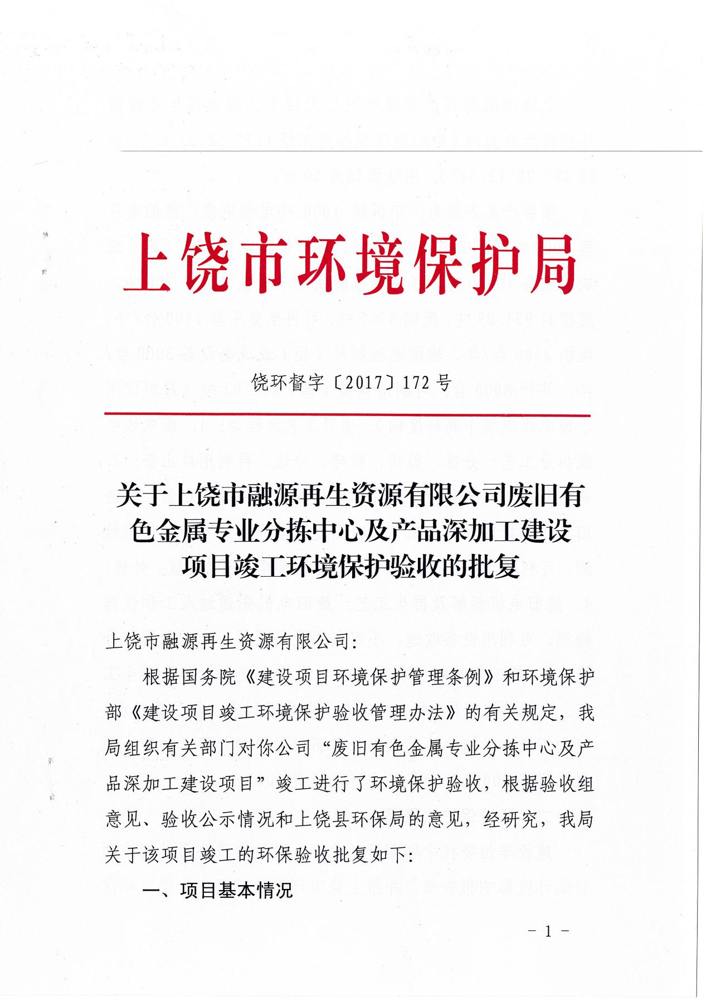 上饶市环境保护局
饶环督字〔2017〕172号
关于上饶市融源再生资源有限公司废旧有
色金属专业分拣中心及产品深加工建设
项目竣工环境保护验收的批复
上饶市融源再生资源有限公司：
根据国务院《建设项目环境保护管理条例》和环境保护
部《建设项目竣工环境保护验收管理办法》的有关规定，我
局组织有关部门对你公司“废旧有色金属专业分拣中心及产
品深加工建设项目”竣工进行了环境保护验收，根据验收组
意见、验收公示情况和上饶县环保局的意见，经研究，我局
关于该项目竣工的环保验收批复如下：
一、项目基本情况
- 1 -